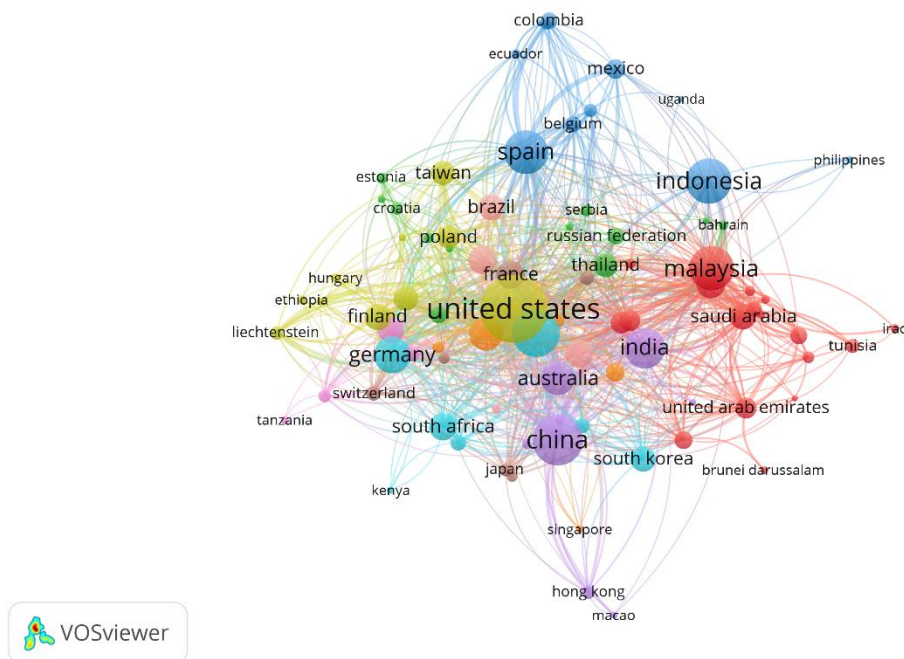 colombia
ecuador
mexico
uganda
belgium
spain
philippines
taiwan
estonia
indonesia
brazil
croatia
serbia
bahrain
poland
russian federation
thailand
malaysia
france
hungary
ethiopia
united states
finland
saudi arabia
liechtenstein
iraq
tunisia
india
germany
australia
switzerland
united arab emirates
tanzania
south africa
china
south korea
japan
brunei darussalam
kenya
singapore
hong kong
macao
VOSviewer